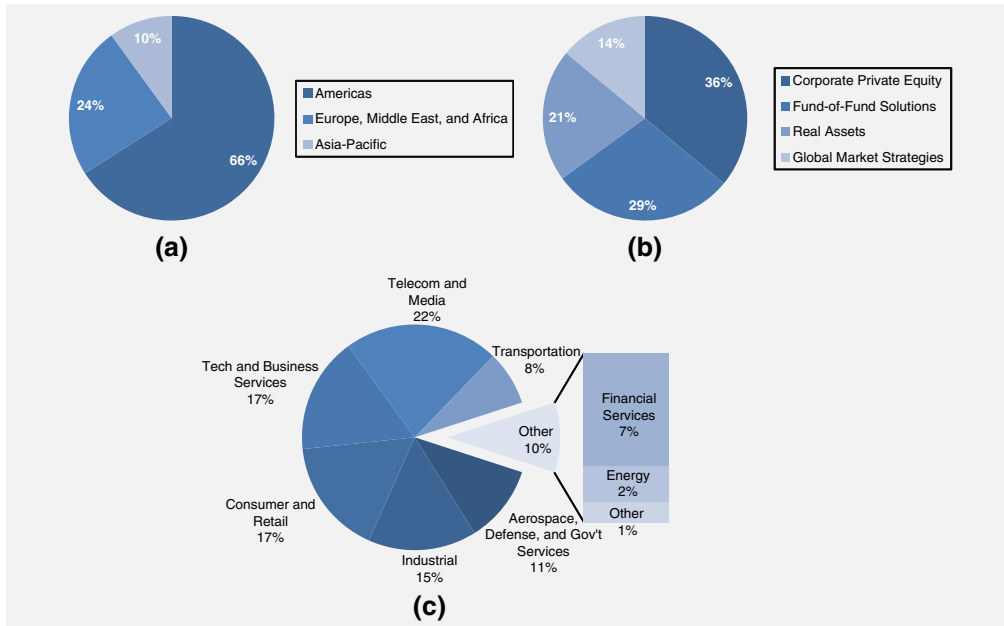 10%
24%
66%
Americas
Europe, Middle East, and Africa
Asia-Pacific
(a)
14%
36%
21%
29%
Corporate Private Equity
Fund-of-Fund Solutions
Real Assets
Global Market Strategies
(b)
Telecom and
Media
22%
Transportation
8%
Tech and Business
Services
17%
Other
10%
Financial
Services
7%
Energy
2%
Other
1%
Consumer and
Retail
17%
Aerospace,
Defense, and Gov't
Services
11%
Industrial
15%
(c)